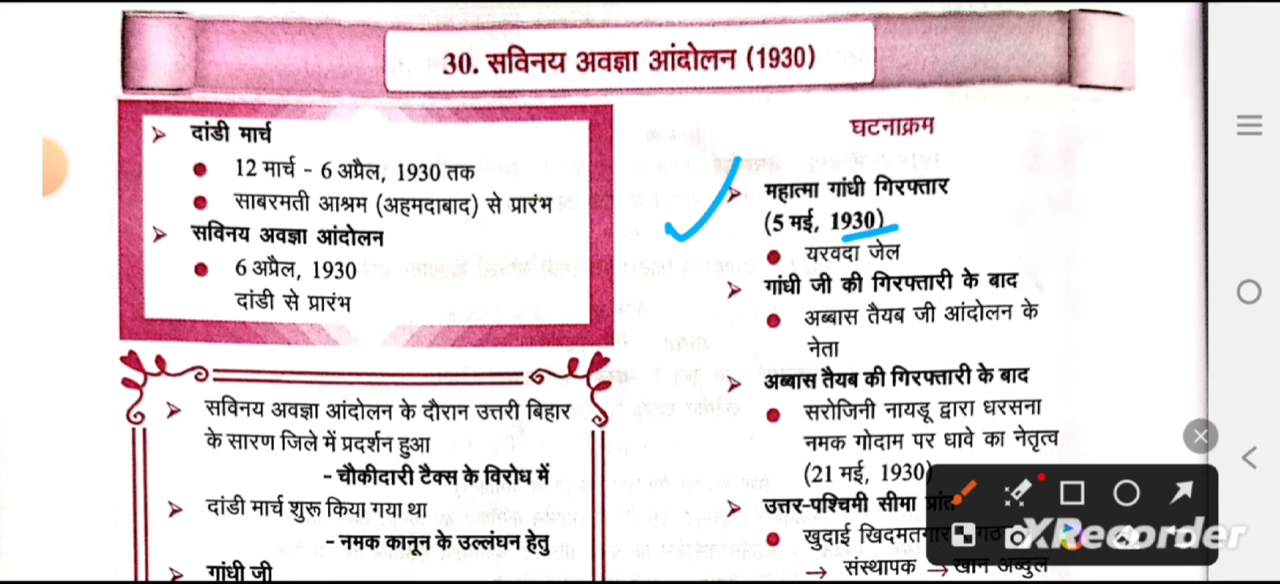 30. सविनय अवज्ञा आंदोलन (1930)
दांडी मार्च
12 मार्च - 6 अप्रैल, 1930 तक
साबरमती आश्रम (अहमदाबाद) से प्रारंभ
सविनय अवज्ञा आंदोलन
6 अप्रैल, 1930
दांडी से प्रारंभ
सविनय अवज्ञा आंदोलन के दौरान उत्तरी बिहार
के सारण जिले में प्रदर्शन हुआ
- चौकीदारी टैक्स के विरोध में
दांडी मार्च शुरू किया गया था
- नमक कानून के उल्लंघन हेतु
गांधी जी
घटनाक्रम
महात्मा गांधी गिरफ्तार
(5 मई, 1930)
यरवदा जेल
गांधी जी की गिरफ्तारी के बाद
अब्बास तैयब जी आंदोलन के
नेता
अब्बास तैयब की गिरफ्तारी के बाद
सरोजिनी नायडू द्वारा धरसना
नमक गोदाम पर धावे का नेतृत्व
(21 मई, 1930)
उत्तर-पश्चिमी सीमा प्रांत
खुदाई खिदमतगार
→ संस्थापक → खान अब्दुल
XRecorder